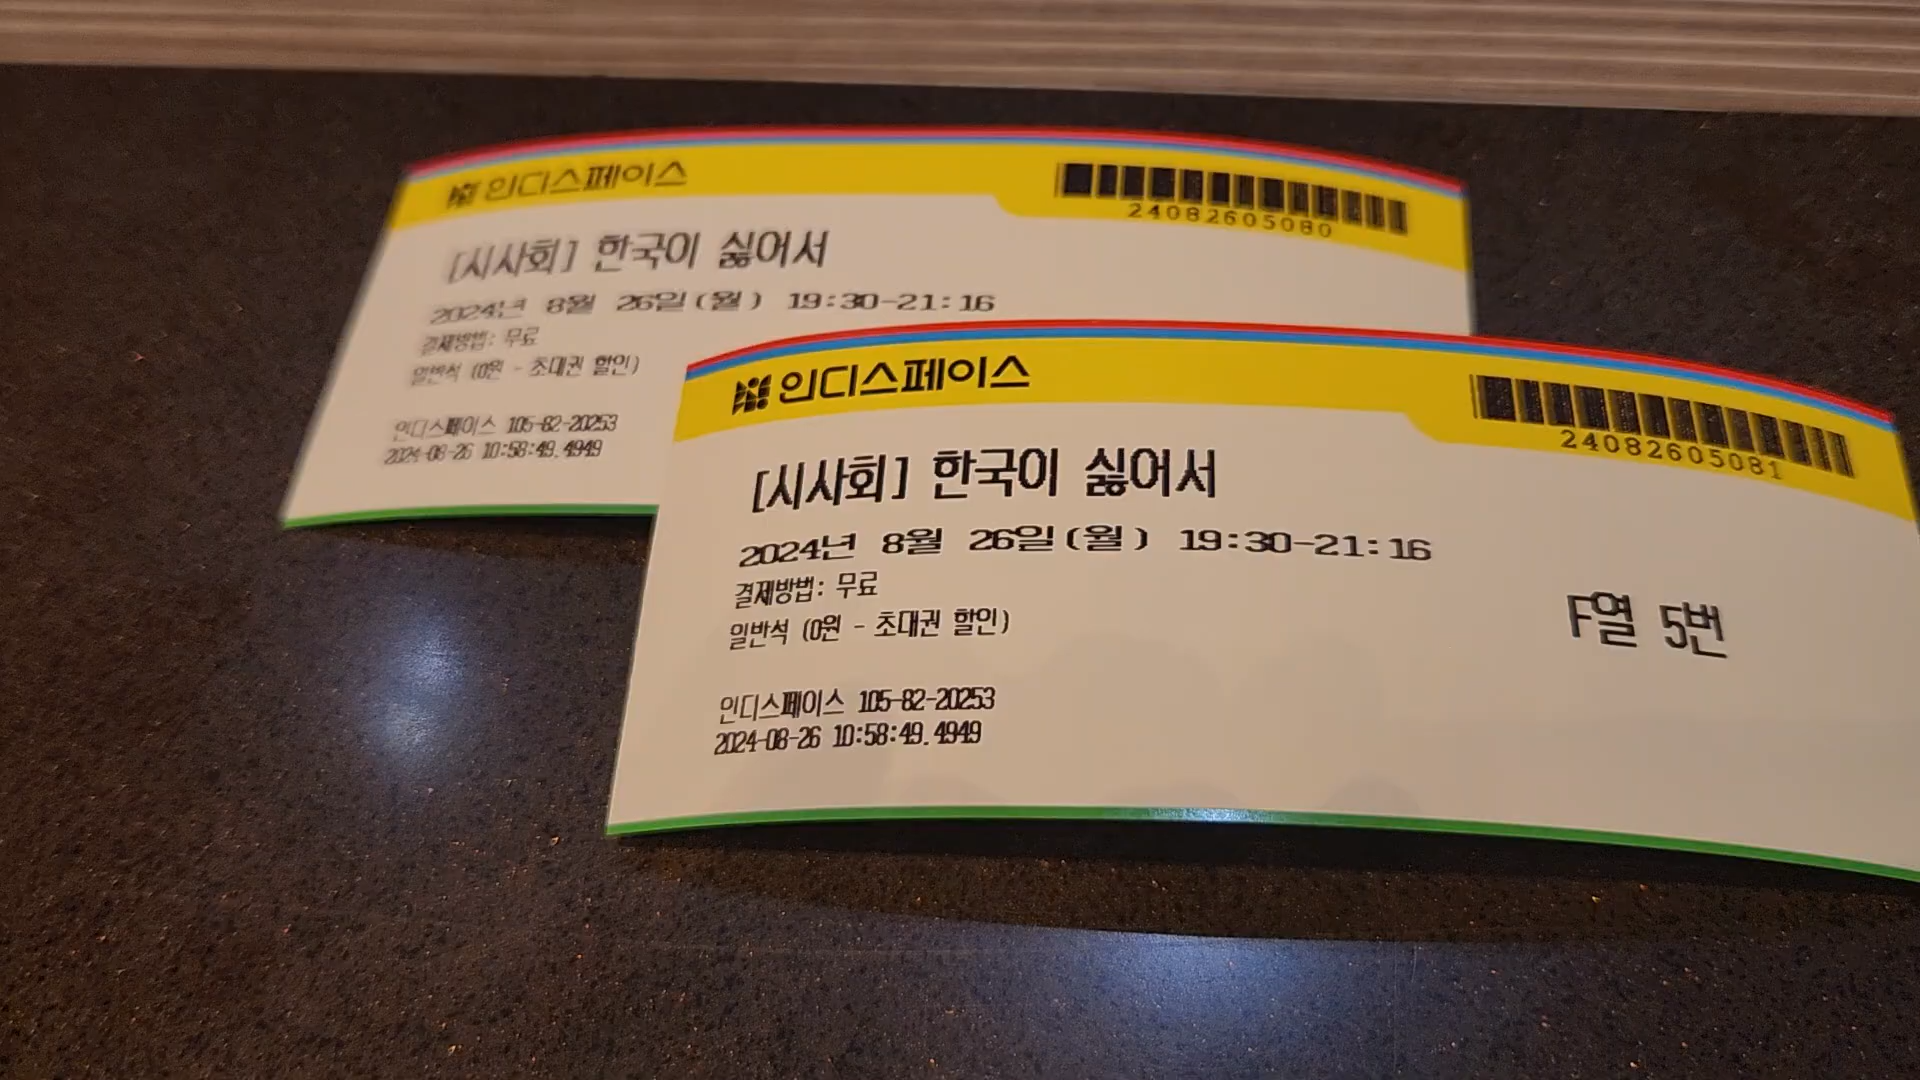 인디스페이스
24082605080
[시사회] 한국이 싫어서
2024년 8월 26일(월) 19:30-21:16
결제방법: 무료
일반석 (0원 - 초대권 할인)
인디스페이스 105-82-20253
2024-08-26 10:58:49.4949
인디스페이스
24082605081
[시사회] 한국이 싫어서
2024년 8월 26일(월) 19:30-21:16
결제방법: 무료
일반석 (0원 - 초대권 할인)
F열 5번
인디스페이스 105-82-20253
2024-08-26 10:58:49.4949